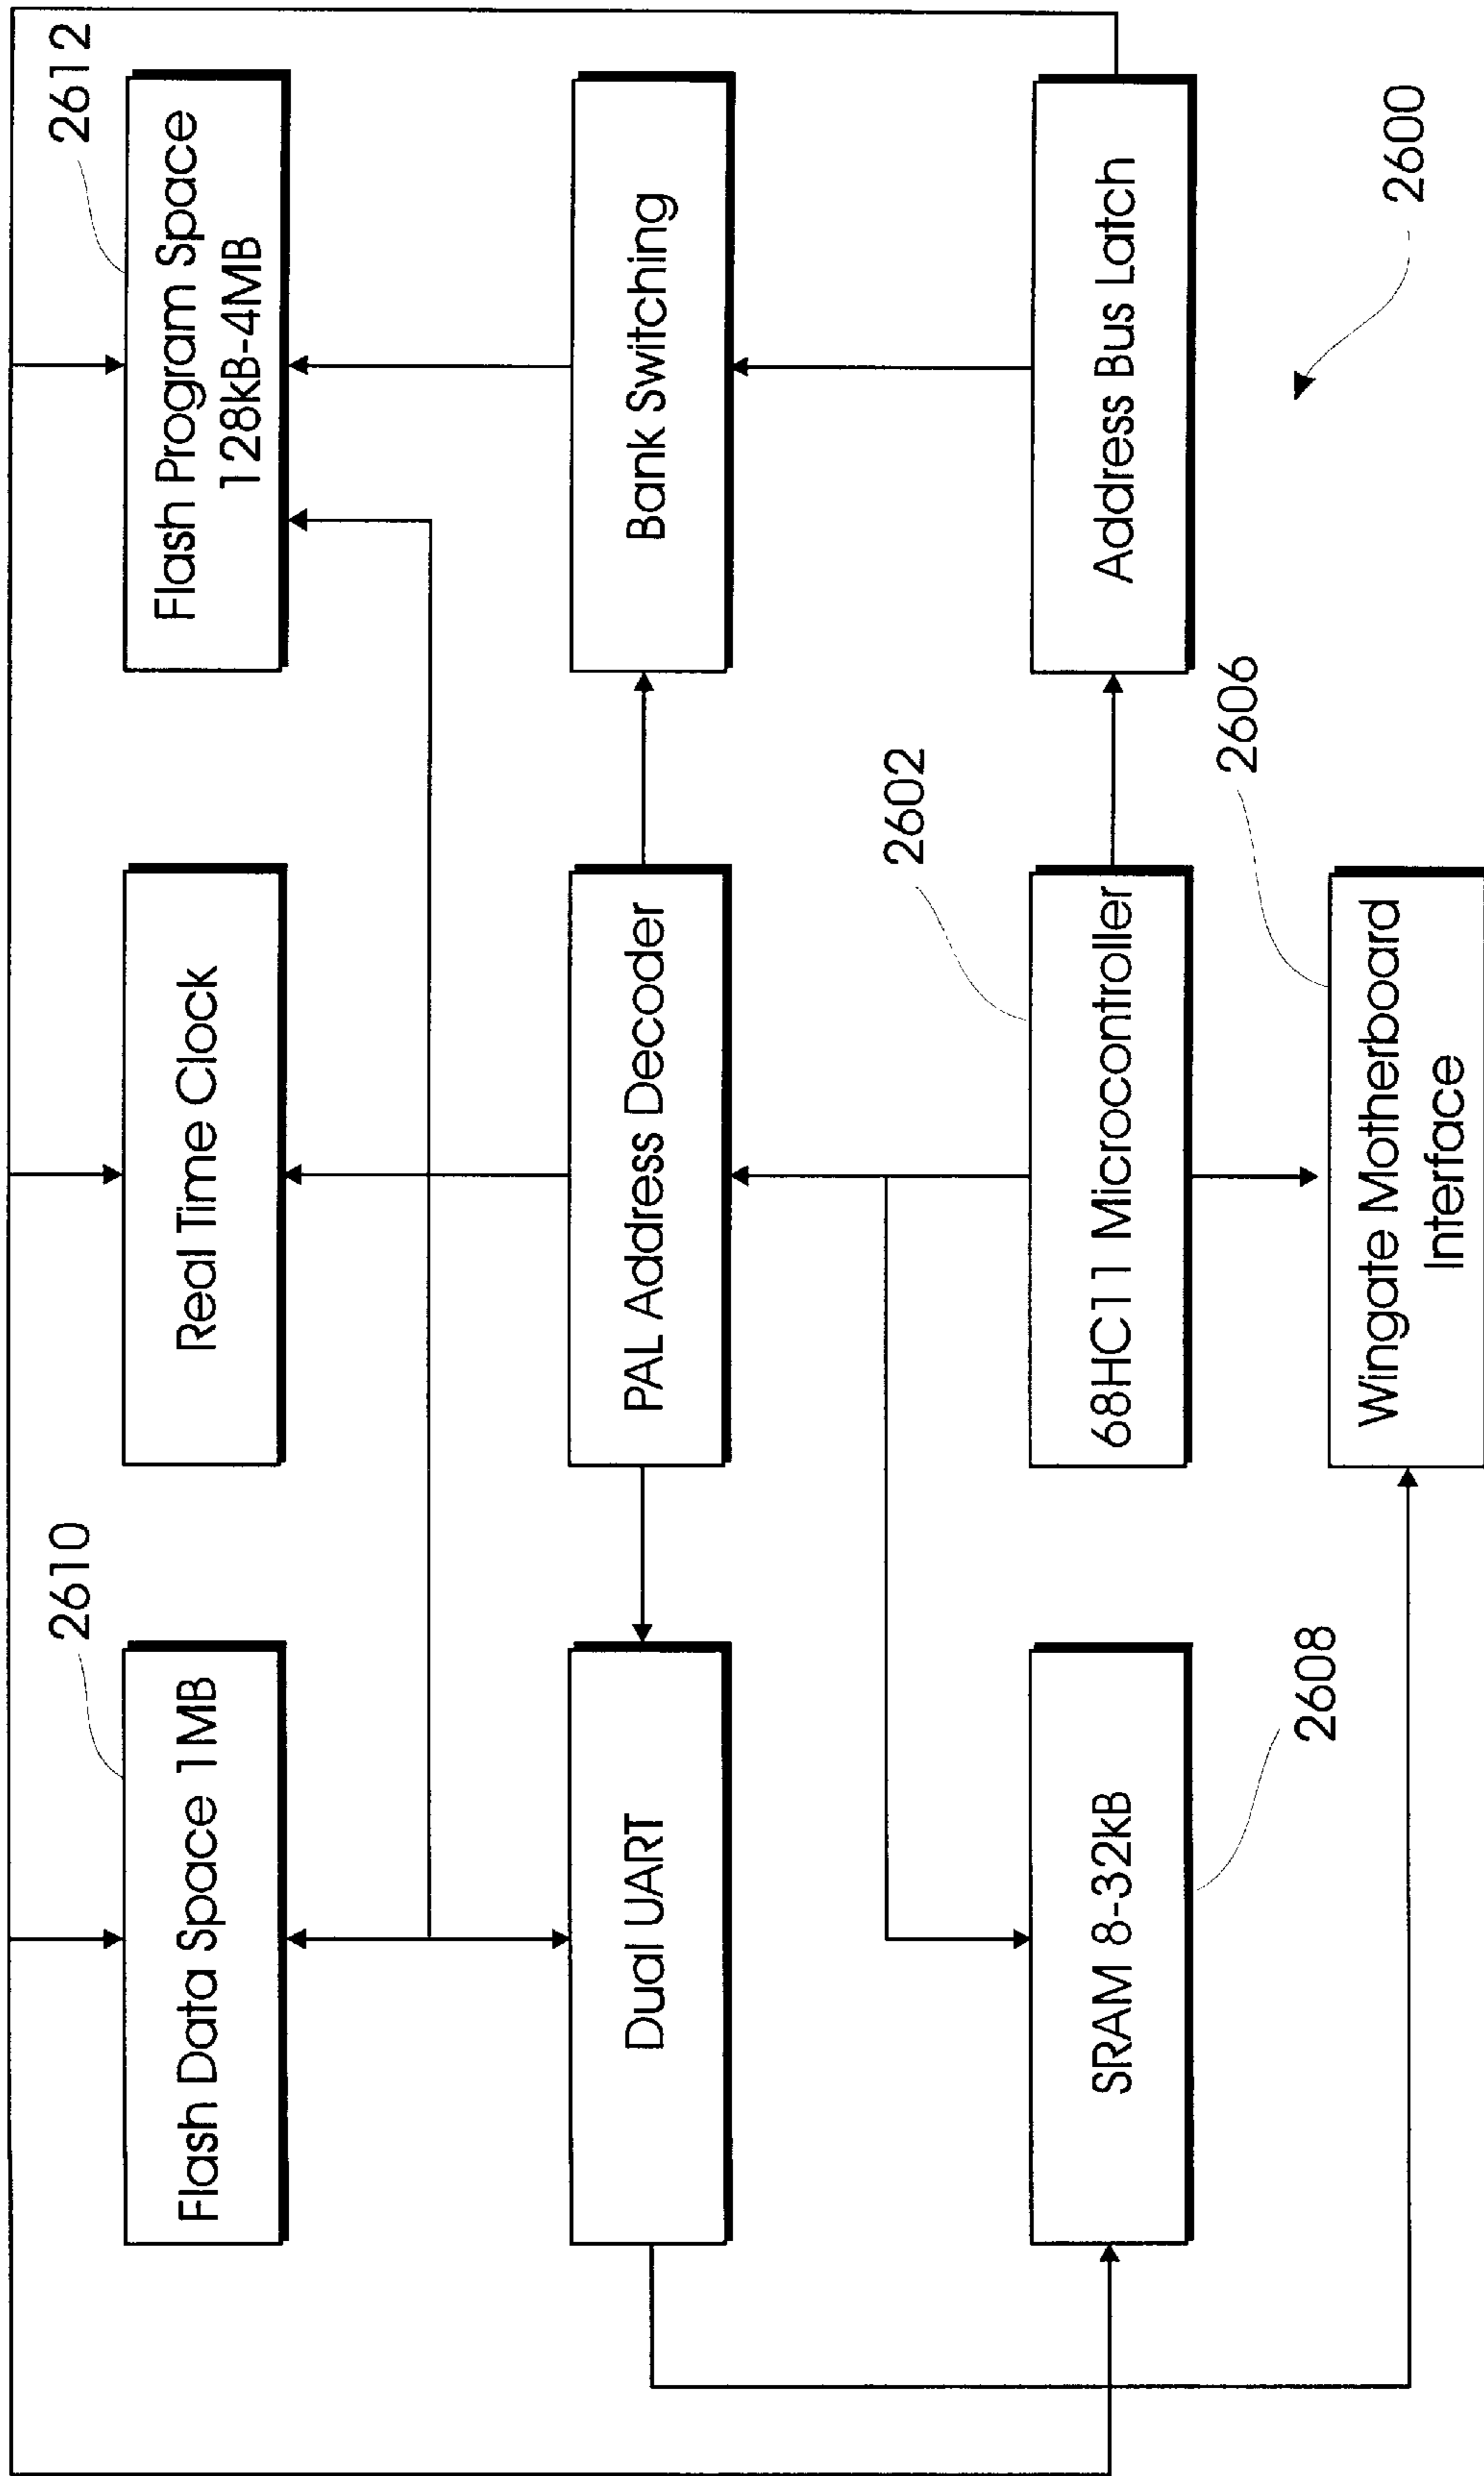 2610
2612
Flash Data Space 1MB
Real Time Clock
Flash Program Space
128kB-4MB
Dual UART
PAL Address Decoder
Bank Switching
2602
SRAM 8-32kB
68HC11 Microcontroller
Address Bus Latch
2608
2606
Wingate Motherboard
Interface
2600